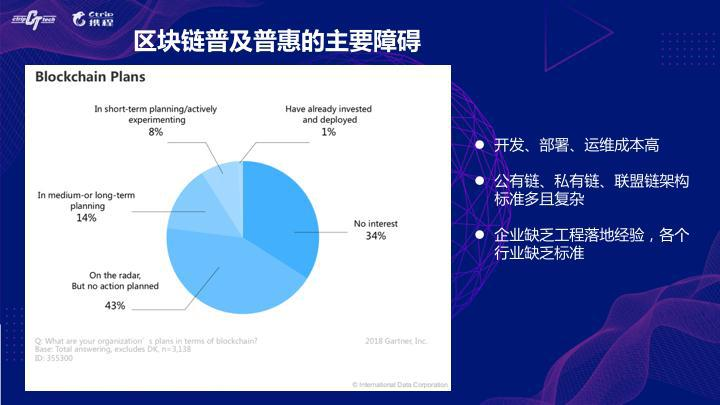 ctrip CT tech
Ctrip
携程
区块链普及普惠的主要障碍
Blockchain Plans
In short-term planning/actively
experimenting
8%
Have already invested
and deployed
1%
In medium-or long-term
planning
14%
No interest
34%
On the radar,
But no action planned
43%
Q: What are your organization’s plans in terms of blockchain?
Base: Total answering, excludes DK, n=3,138
ID: 355300
2018 Gartner, Inc.
© International Data Corporation
开发、部署、运维成本高
公有链、私有链、联盟链架构
标准多且复杂
企业缺乏工程落地经验，各个
行业缺乏标准